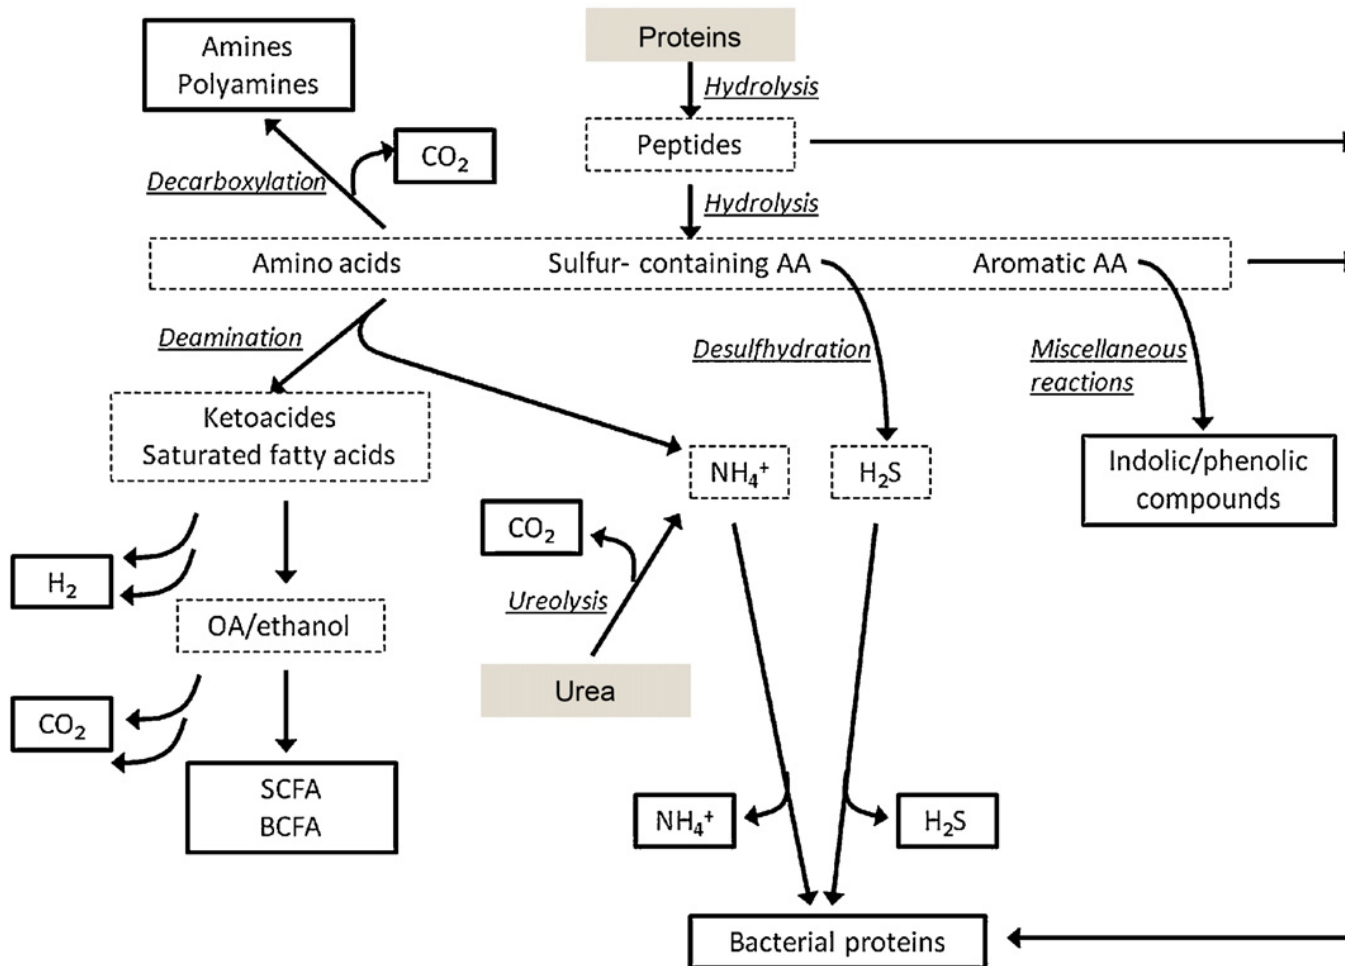 Proteins
Amines
Polyamines
Hydrolysis
Peptides
CO₂
Decarboxylation
Hydrolysis
Amino acids
Sulfur- containing AA
Aromatic AA
Deamination
Desulfhydration
Miscellaneous
reactions
Ketoacides
Saturated fatty acids
NH₄⁺
H₂S
Indolic/phenolic
compounds
CO₂
H₂
Ureolysis
OA/ethanol
Urea
CO₂
SCFA
BCFA
NH₄⁺
H₂S
Bacterial proteins